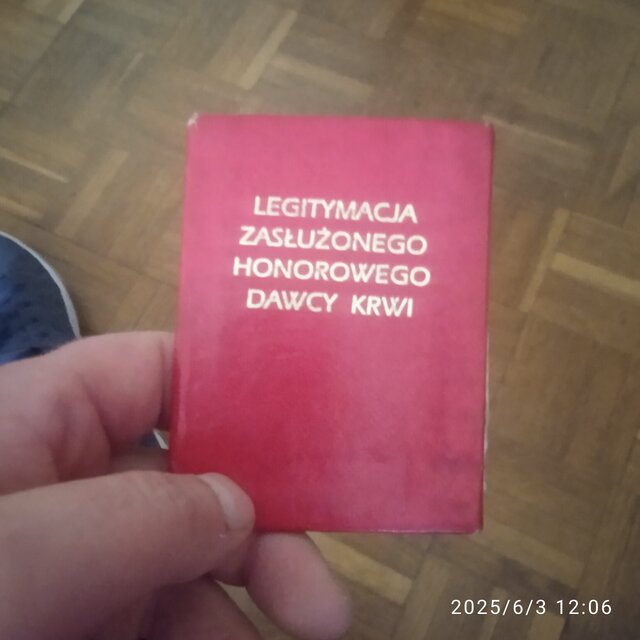 LEGITYMACJA
ZASŁUŻONEGO
HONOROWEGO
DAWCY KRWI
2025/6/3 12:06